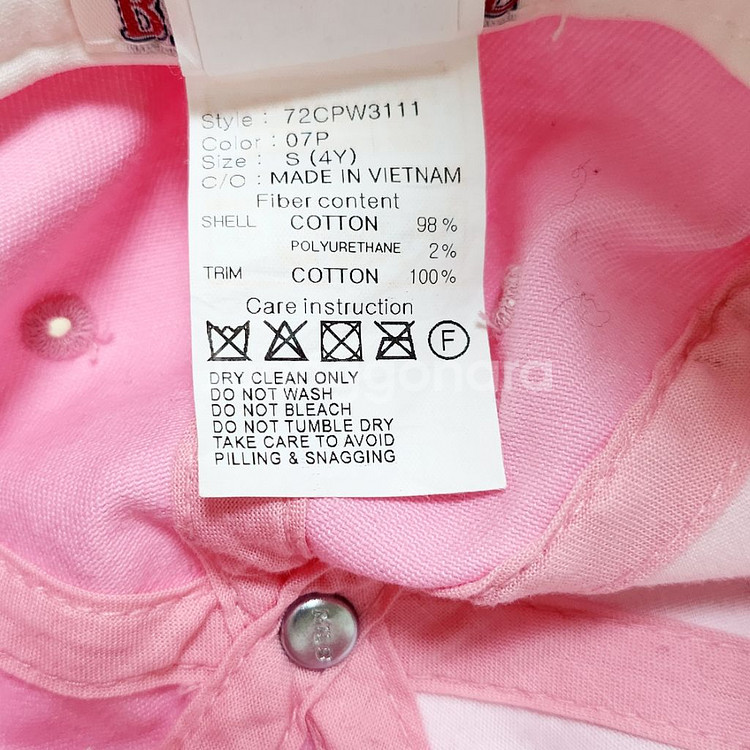 Style : 72CPW3111
Color : 07P
Size : S (4Y)
C/O : MADE IN VIETNAM
Fiber content
SHELL COTTON 98 %
POLYURETHANE 2 %
TRIM COTTON 100%
Care instruction
F
DRY CLEAN ONLY
DO NOT WASH
DO NOT BLEACH
DO NOT TUMBLE DRY
TAKE CARE TO AVOID
PILLING & SNAGGING